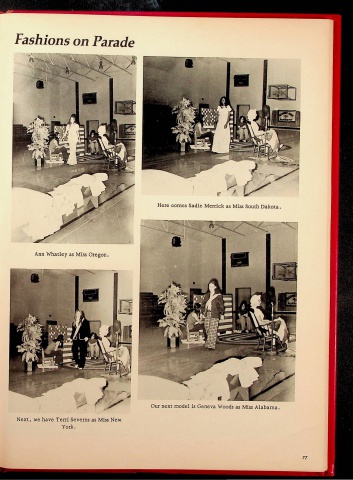 Fashions on Parade
Ann Whatley as Miss Oregon.
Here comes Sadie Merrick as Miss South Dakota.
Next, we have Terri Severns as Miss New
York.
Our next model is Geneva Woods as Miss Alabama.
77